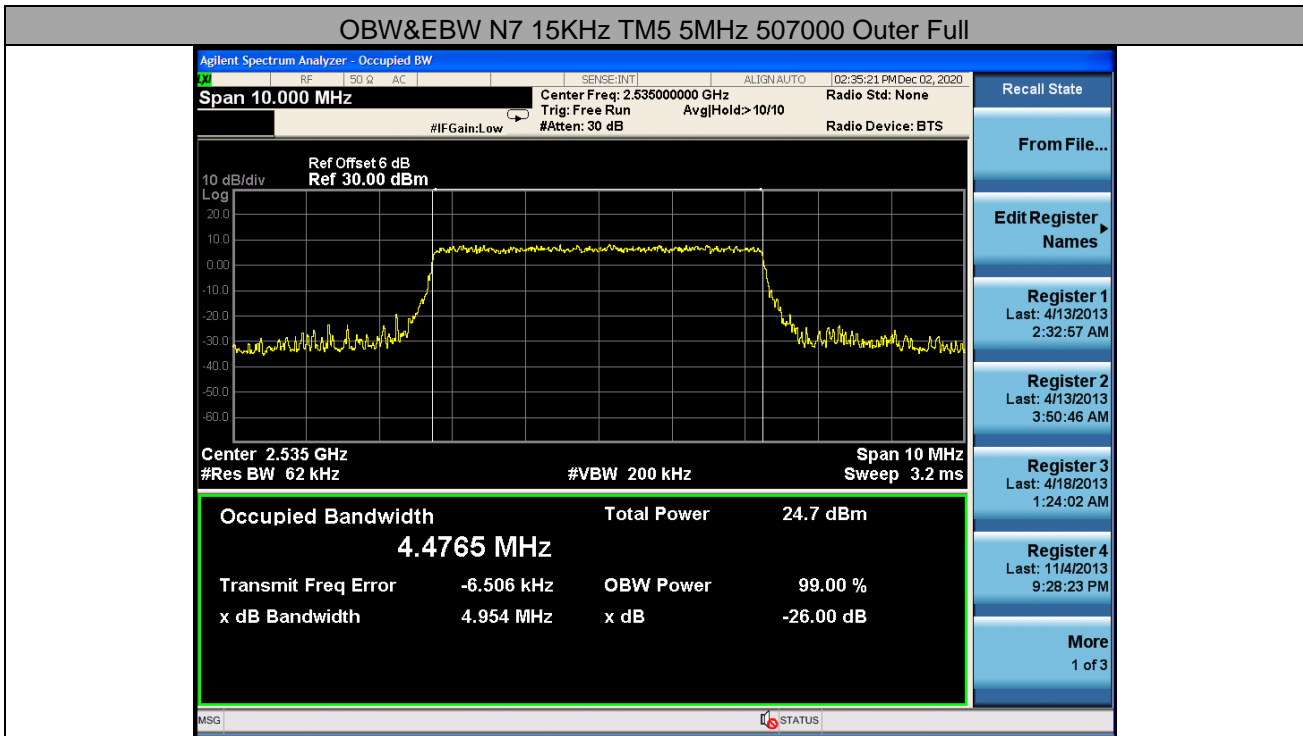 OBW&EBW N7 15KHz TM5 5MHz 507000 Outer Full
Agilent Spectrum Analyzer - Occupied BW
LXI RF 50 Ω AC SENSE:INT ALIGN AUTO 02:35:21 PM Dec 02, 2020
Span 10.000 MHz
Center Freq: 2.535000000 GHz Radio Std: None
Trig: Free Run Avg|Hold:>10/10
#IFGain:Low #Atten: 30 dB Radio Device: BTS
Ref Offset 6 dB
10 dB/div Ref 30.00 dBm
Log
20.0
10.0
0.00
-10.0
-20.0
-30.0
-40.0
-50.0
-60.0
Center 2.535 GHz Span 10 MHz
#Res BW 62 kHz #VBW 200 kHz Sweep 3.2 ms
Occupied Bandwidth Total Power 24.7 dBm
4.4765 MHz
Transmit Freq Error -6.506 kHz OBW Power 99.00 %
x dB Bandwidth 4.954 MHz x dB -26.00 dB
MSG STATUS
Recall State
From File...
Edit Register
Names
Register 1
Last: 4/13/2013
2:32:57 AM
Register 2
Last: 4/13/2013
3:50:46 AM
Register 3
Last: 4/18/2013
1:24:02 AM
Register 4
Last: 11/4/2013
9:28:23 PM
More
1 of 3